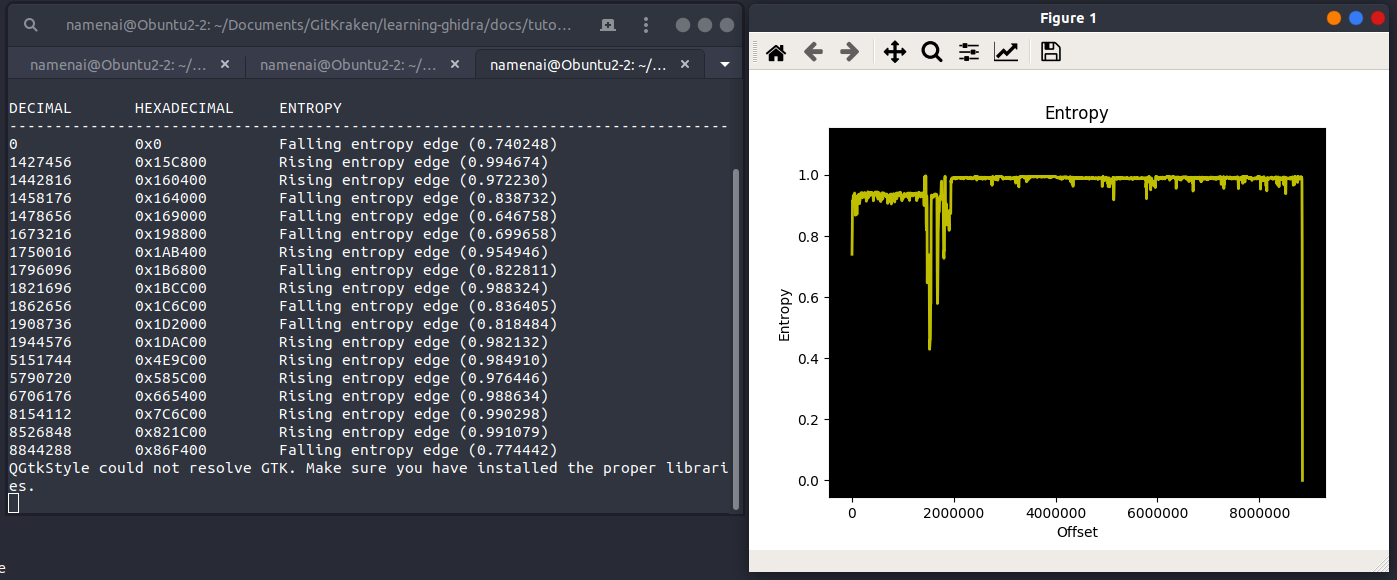 namenai@Obuntu2-2: ~/Documents/GitKraken/learning-ghidra/docs/tuto…
namenai@Obuntu2-2: ~/… ×
namenai@Obuntu2-2: ~/… ×
namenai@Obuntu2-2: ~/… ×
DECIMAL HEXADECIMAL ENTROPY
--------------------------------------------------------------------------------
0 0x0 Falling entropy edge (0.740248)
1427456 0x15C800 Rising entropy edge (0.994674)
1442816 0x160400 Rising entropy edge (0.972230)
1458176 0x164000 Falling entropy edge (0.838732)
1478656 0x169000 Falling entropy edge (0.646758)
1673216 0x198800 Falling entropy edge (0.699658)
1750016 0x1AB400 Rising entropy edge (0.954946)
1796096 0x1B6800 Falling entropy edge (0.822811)
1821696 0x1BCC00 Rising entropy edge (0.988324)
1862656 0x1C6C00 Falling entropy edge (0.836405)
1908736 0x1D2000 Falling entropy edge (0.818484)
1944576 0x1DAC00 Rising entropy edge (0.982132)
5151744 0x4E9C00 Rising entropy edge (0.984910)
5790720 0x585C00 Rising entropy edge (0.976446)
6706176 0x665400 Rising entropy edge (0.988634)
8154112 0x7C6C00 Rising entropy edge (0.990298)
8526848 0x821C00 Rising entropy edge (0.991079)
8844288 0x86F400 Falling entropy edge (0.774442)
QGtkStyle could not resolve GTK. Make sure you have installed the proper librari
es.
e
Figure 1
Entropy
1.0
0.8
0.6
0.4
0.2
0.0
Entropy
0 2000000 4000000 6000000 8000000
Offset